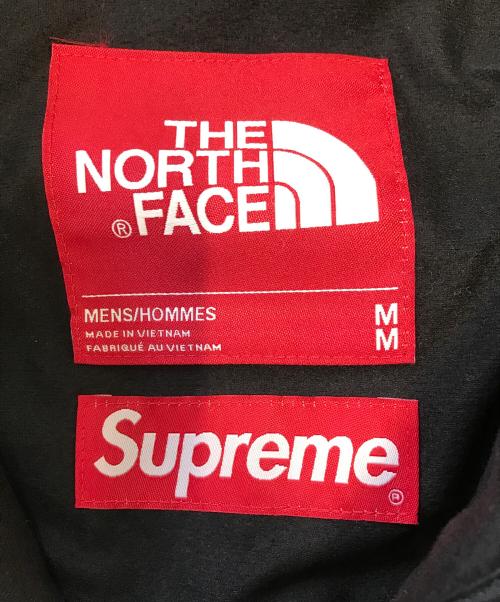 THE
NORTH
FACE
®
MENS/HOMMES M
MADE IN VIETNAM M
FABRIQUÉ AU VIETNAM
Supreme
®